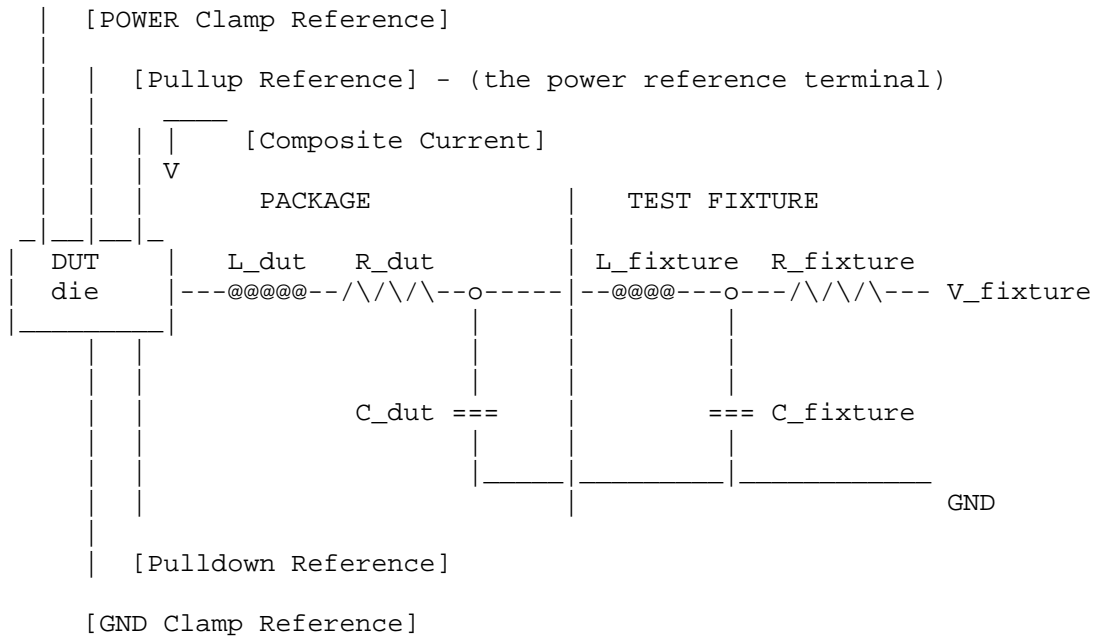 [POWER Clamp Reference]
[Pullup Reference] - (the power reference terminal)
[Composite Current]
V
PACKAGE TEST FIXTURE
DUT L_dut R_dut L_fixture R_fixture
die |---@@@@@--/\/\/\--o-----|--@@@@---o---/\/\/\--- V_fixture
C_dut === === C_fixture
GND
[Pulldown Reference]
[GND Clamp Reference]